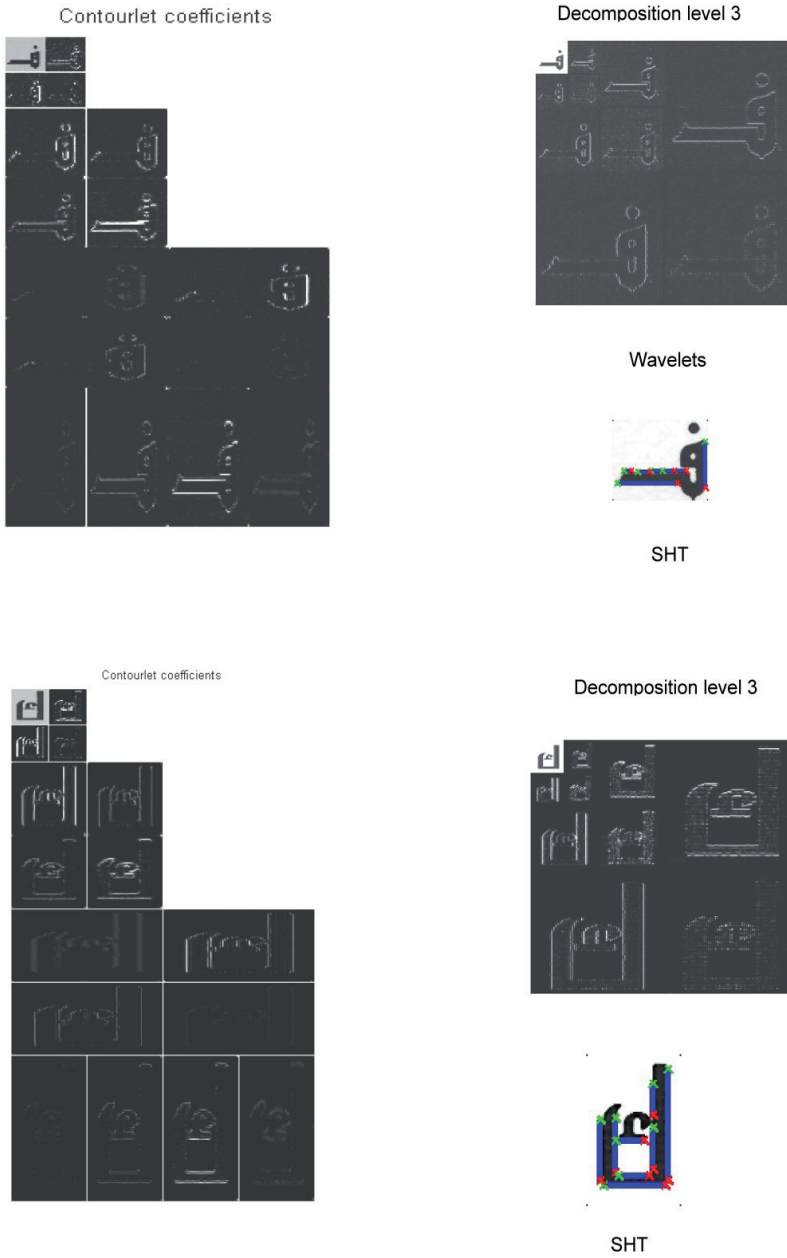 Contourlet coefficients
Decomposition level 3
Wavelets
SHT
Contourlet coefficients
Decomposition level 3
SHT